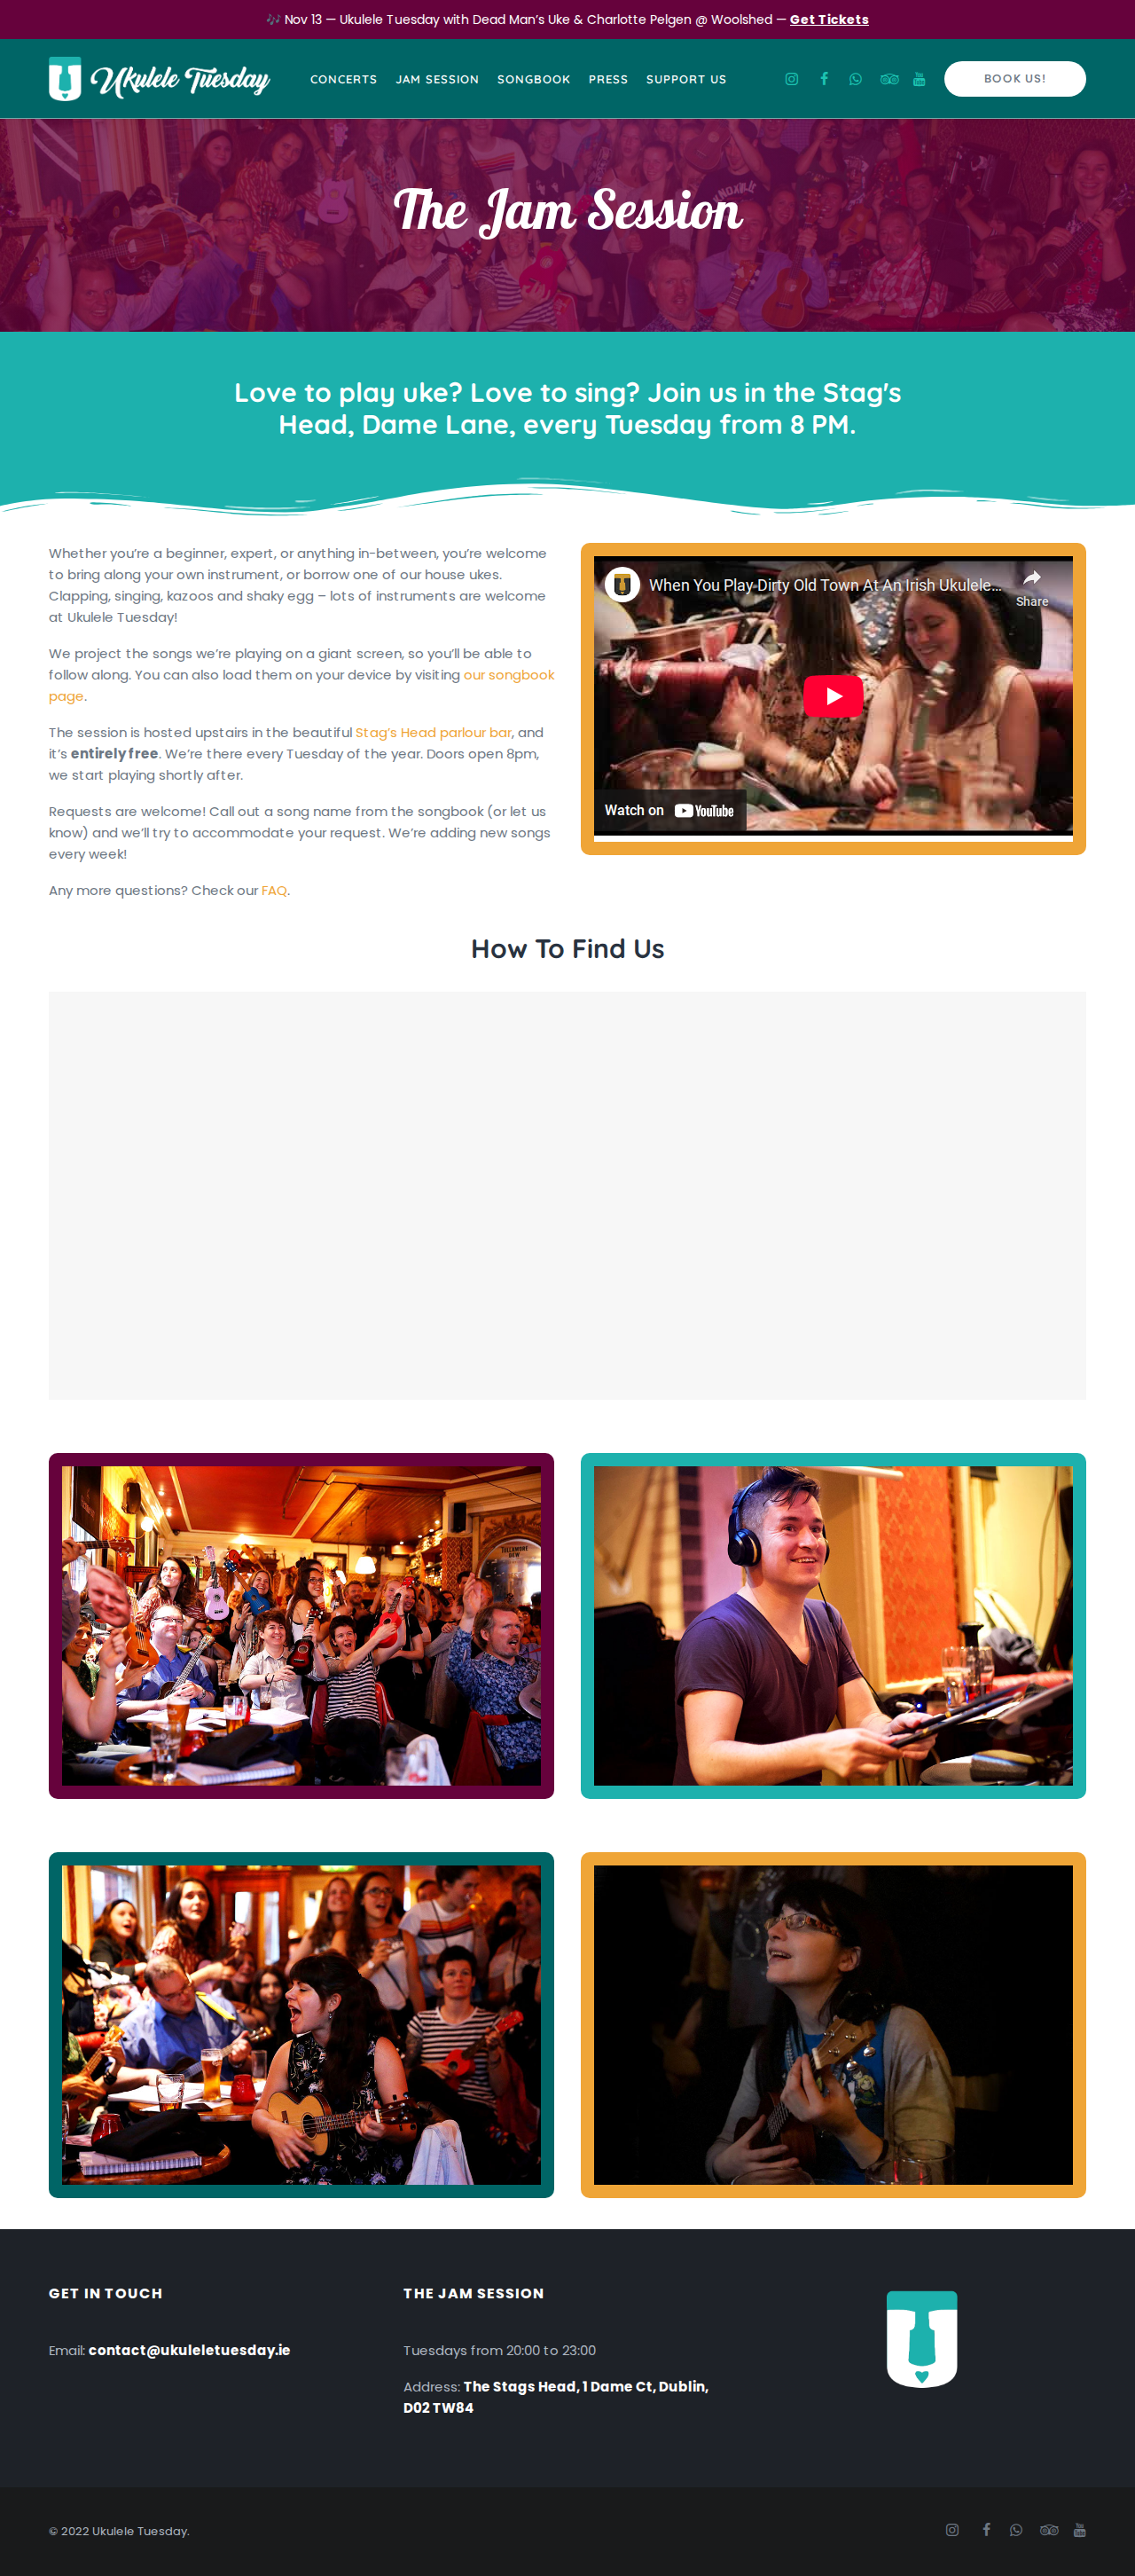 🎶 Nov 13 — Ukulele Tuesday with Dead Man’s Uke & Charlotte Pelgen @ Woolshed — Get Tickets
Ukulele Tuesday
CONCERTS JAM SESSION SONGBOOK PRESS SUPPORT US
BOOK US!
The Jam Session
Love to play uke? Love to sing? Join us in the Stag's
Head, Dame Lane, every Tuesday from 8 PM.
Whether you’re a beginner, expert, or anything in-between, you’re welcome
to bring along your own instrument, or borrow one of our house ukes.
Clapping, singing, kazoos and shaky egg – lots of instruments are welcome
at Ukulele Tuesday!
We project the songs we’re playing on a giant screen, so you’ll be able to
follow along. You can also load them on your device by visiting our songbook
page.
The session is hosted upstairs in the beautiful Stag’s Head parlour bar, and
it’s entirely free. We’re there every Tuesday of the year. Doors open 8pm,
we start playing shortly after.
Requests are welcome! Call out a song name from the songbook (or let us
know) and we’ll try to accommodate your request. We’re adding new songs
every week!
Any more questions? Check our FAQ.
When You Play Dirty Old Town At An Irish Ukulele...
Share
Watch on YouTube
How To Find Us
TULLAMORE
DEW
GET IN TOUCH
Email: contact@ukuleletuesday.ie
THE JAM SESSION
Tuesdays from 20:00 to 23:00
Address: The Stags Head, 1 Dame Ct, Dublin,
D02 TW84
© 2022 Ukulele Tuesday.